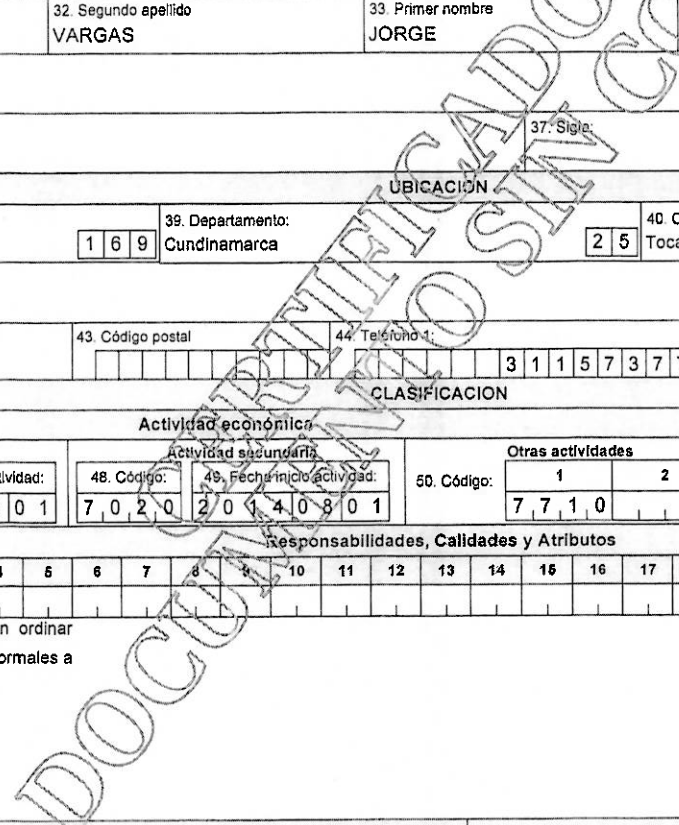 32. Segundo apellido 33. Primer nombre
VARGAS JORGE
37. Sigla:
UBICACION
39. Departamento: 40. C
1 6 9 Cundinamarca 2 5 Toca
43. Código postal 44. Teléfono 1:
3 1 1 5 7 3 7 7
CLASIFICACION
Actividad económica
Actividad secundaria Otras actividades
tividad: 48. Código: 49. Fecha inicio actividad: 50. Código: 1 2
0 1 7 0 2 0 2 0 1 4 0 8 0 1 7 7 1 0
Responsabilidades, Calidades y Atributos
5 6 7 8 9 10 11 12 13 14 15 16 17
n ordinar
ormales a
CERTIFICADO
DOCUMENTO SIN CO